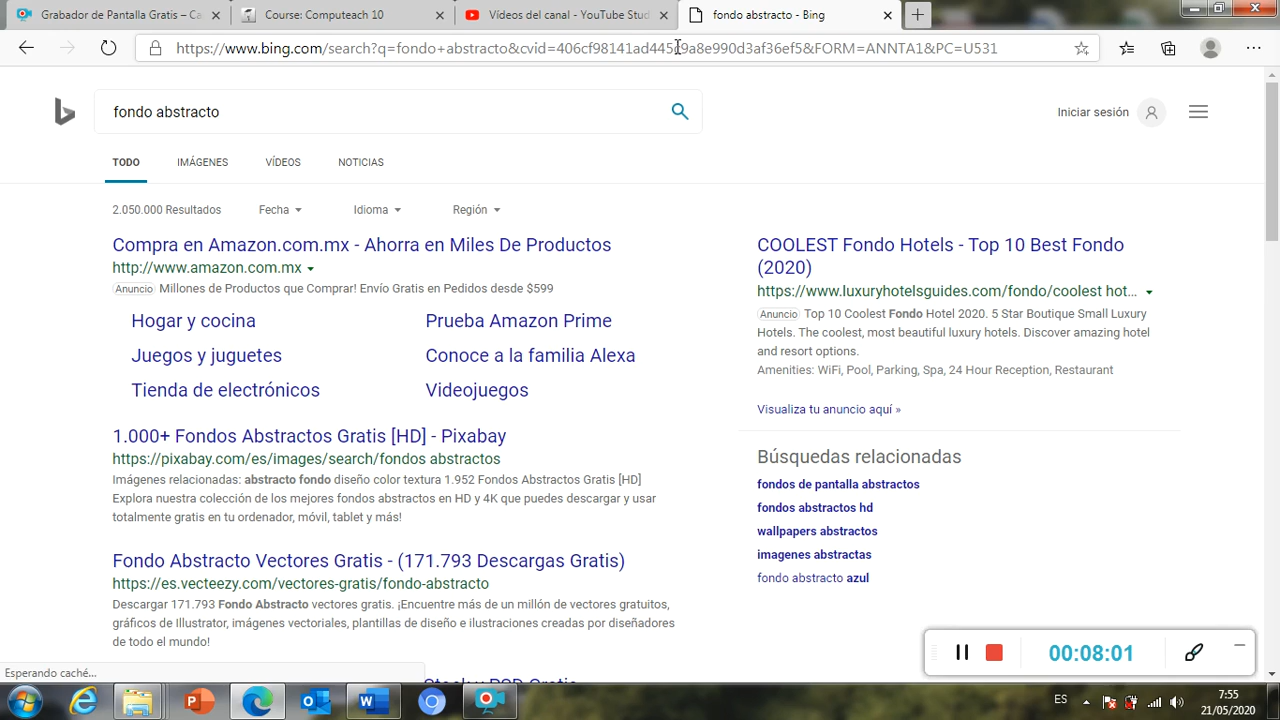 Grabador de Pantalla Gratis – Ca
Course: Computeach 10
Vídeos del canal - YouTube Stud
fondo abstracto - Bing
https://www.bing.com/search?q=fondo+abstracto&cvid=406cf98141ad4459a8e990d3af36ef5&FORM=ANNTA1&PC=U531
fondo abstracto
Iniciar sesión
TODO IMÁGENES VÍDEOS NOTICIAS
2.050.000 Resultados Fecha Idioma Región
Compra en Amazon.com.mx - Ahorra en Miles De Productos
http://www.amazon.com.mx
Anuncio Millones de Productos que Comprar! Envío Gratis en Pedidos desde $599
Hogar y cocina Prueba Amazon Prime
Juegos y juguetes Conoce a la familia Alexa
Tienda de electrónicos Videojuegos
1.000+ Fondos Abstractos Gratis [HD] - Pixabay
https://pixabay.com/es/images/search/fondos abstractos
Imágenes relacionadas: abstracto fondo diseño color textura 1.952 Fondos Abstractos Gratis [HD]
Explora nuestra colección de los mejores fondos abstractos en HD y 4K que puedes descargar y usar
totalmente gratis en tu ordenador, móvil, tablet y más!
Fondo Abstracto Vectores Gratis - (171.793 Descargas Gratis)
https://es.vecteezy.com/vectores-gratis/fondo-abstracto
Descargar 171.793 Fondo Abstracto vectores gratis. ¡Encuentre más de un millón de vectores gratuitos,
gráficos de Illustrator, imágenes vectoriales, plantillas de diseño e ilustraciones creadas por diseñadores
de todo el mundo!
COOLEST Fondo Hotels - Top 10 Best Fondo
(2020)
https://www.luxuryhotelsguides.com/fondo/coolest hot...
Anuncio Top 10 Coolest Fondo Hotel 2020. 5 Star Boutique Small Luxury
Hotels. The coolest, most beautiful luxury hotels. Discover amazing hotel
and resort options.
Amenities: WiFi, Pool, Parking, Spa, 24 Hour Reception, Restaurant
Visualiza tu anuncio aquí »
Búsquedas relacionadas
fondos de pantalla abstractos
fondos abstractos hd
wallpapers abstractos
imagenes abstractas
fondo abstracto azul
00:08:01
Esperando caché...
ES
7:55
21/05/2020